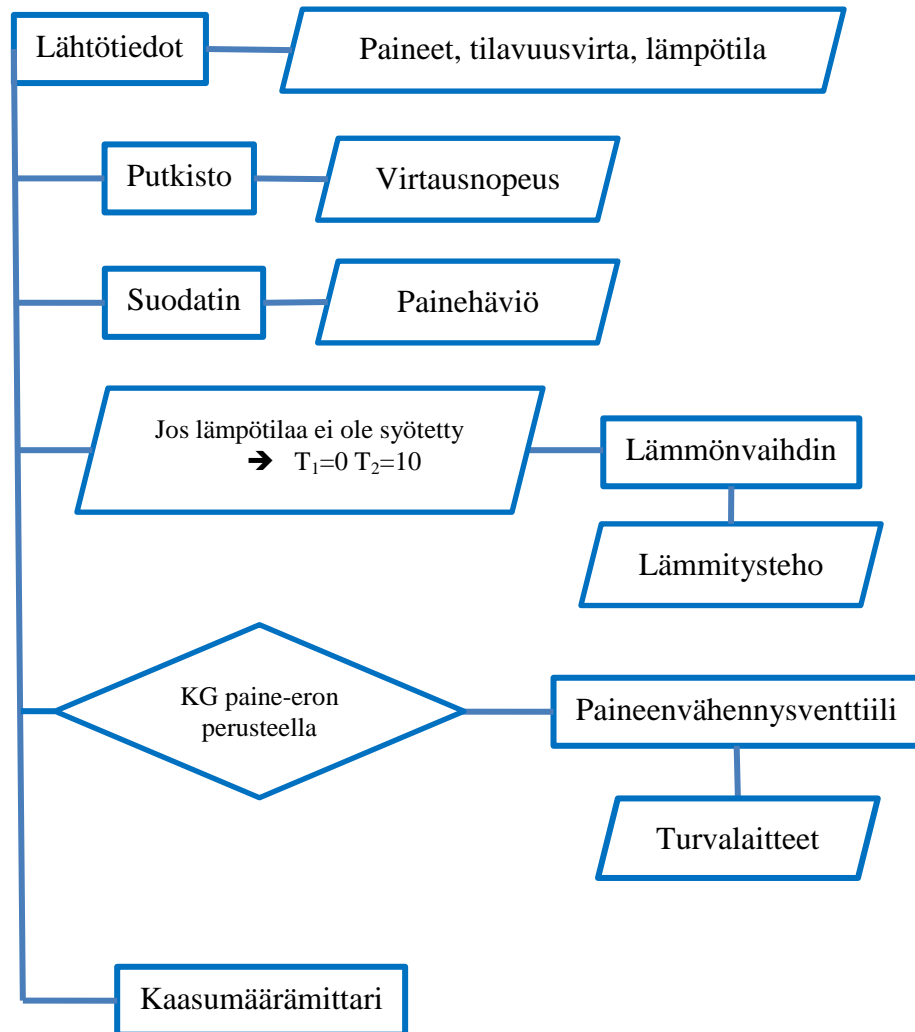 Lähtötiedot
Paineet, tilavuusvirta, lämpötila
Putkisto
Virtausnopeus
Suodatin
Painehäviö
Jos lämpötilaa ei ole syötetty
➔ T₁=0 T₂=10
Lämmönvaihdin
Lämmitysteho
KG paine-eron
perusteella
Paineenvähennysventtiili
Turvalaitteet
Kaasumäärämittari